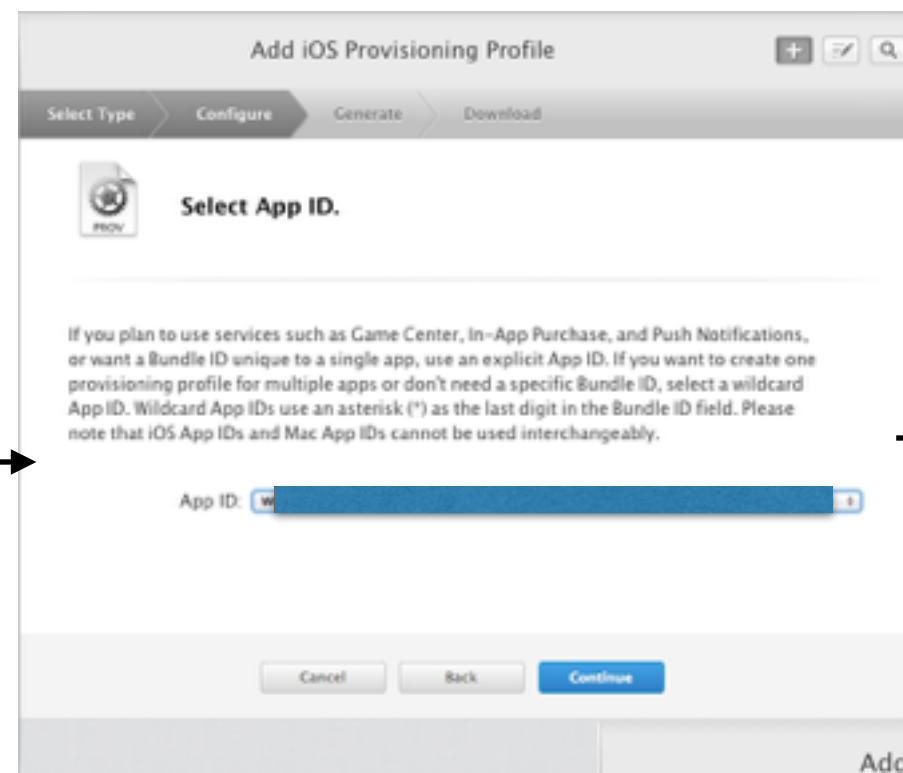 Add iOS Provisioning Profile
Select Type
Configure
Generate
Download
PROV
Select App ID.
If you plan to use services such as Game Center, In-App Purchase, and Push Notifications,
or want a Bundle ID unique to a single app, use an explicit App ID. If you want to create one
provisioning profile for multiple apps or don't need a specific Bundle ID, select a wildcard
App ID. Wildcard App IDs use an asterisk (*) as the last digit in the Bundle ID field. Please
note that iOS App IDs and Mac App IDs cannot be used interchangeably.
App ID: w
Cancel
Back
Continue
Add